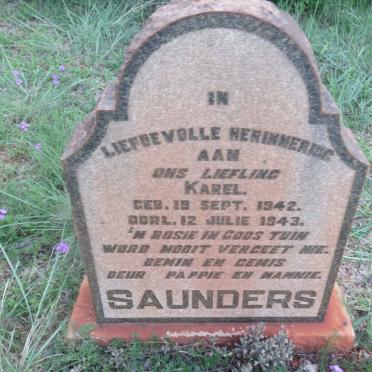 IN
LIEFDEVOLLE HERINNERING
AAN
ONS LIEFLING
KAREL.
GEB. 19 SEPT. 1942.
OORL. 12 JULIE 1943.
'N ROSIE IN GODS TUIN
WORD NOOIT VERGEET NIE.
BEMIN EN GEMIS
DEUR PAPPIE EN MAMMIE.
SAUNDERS